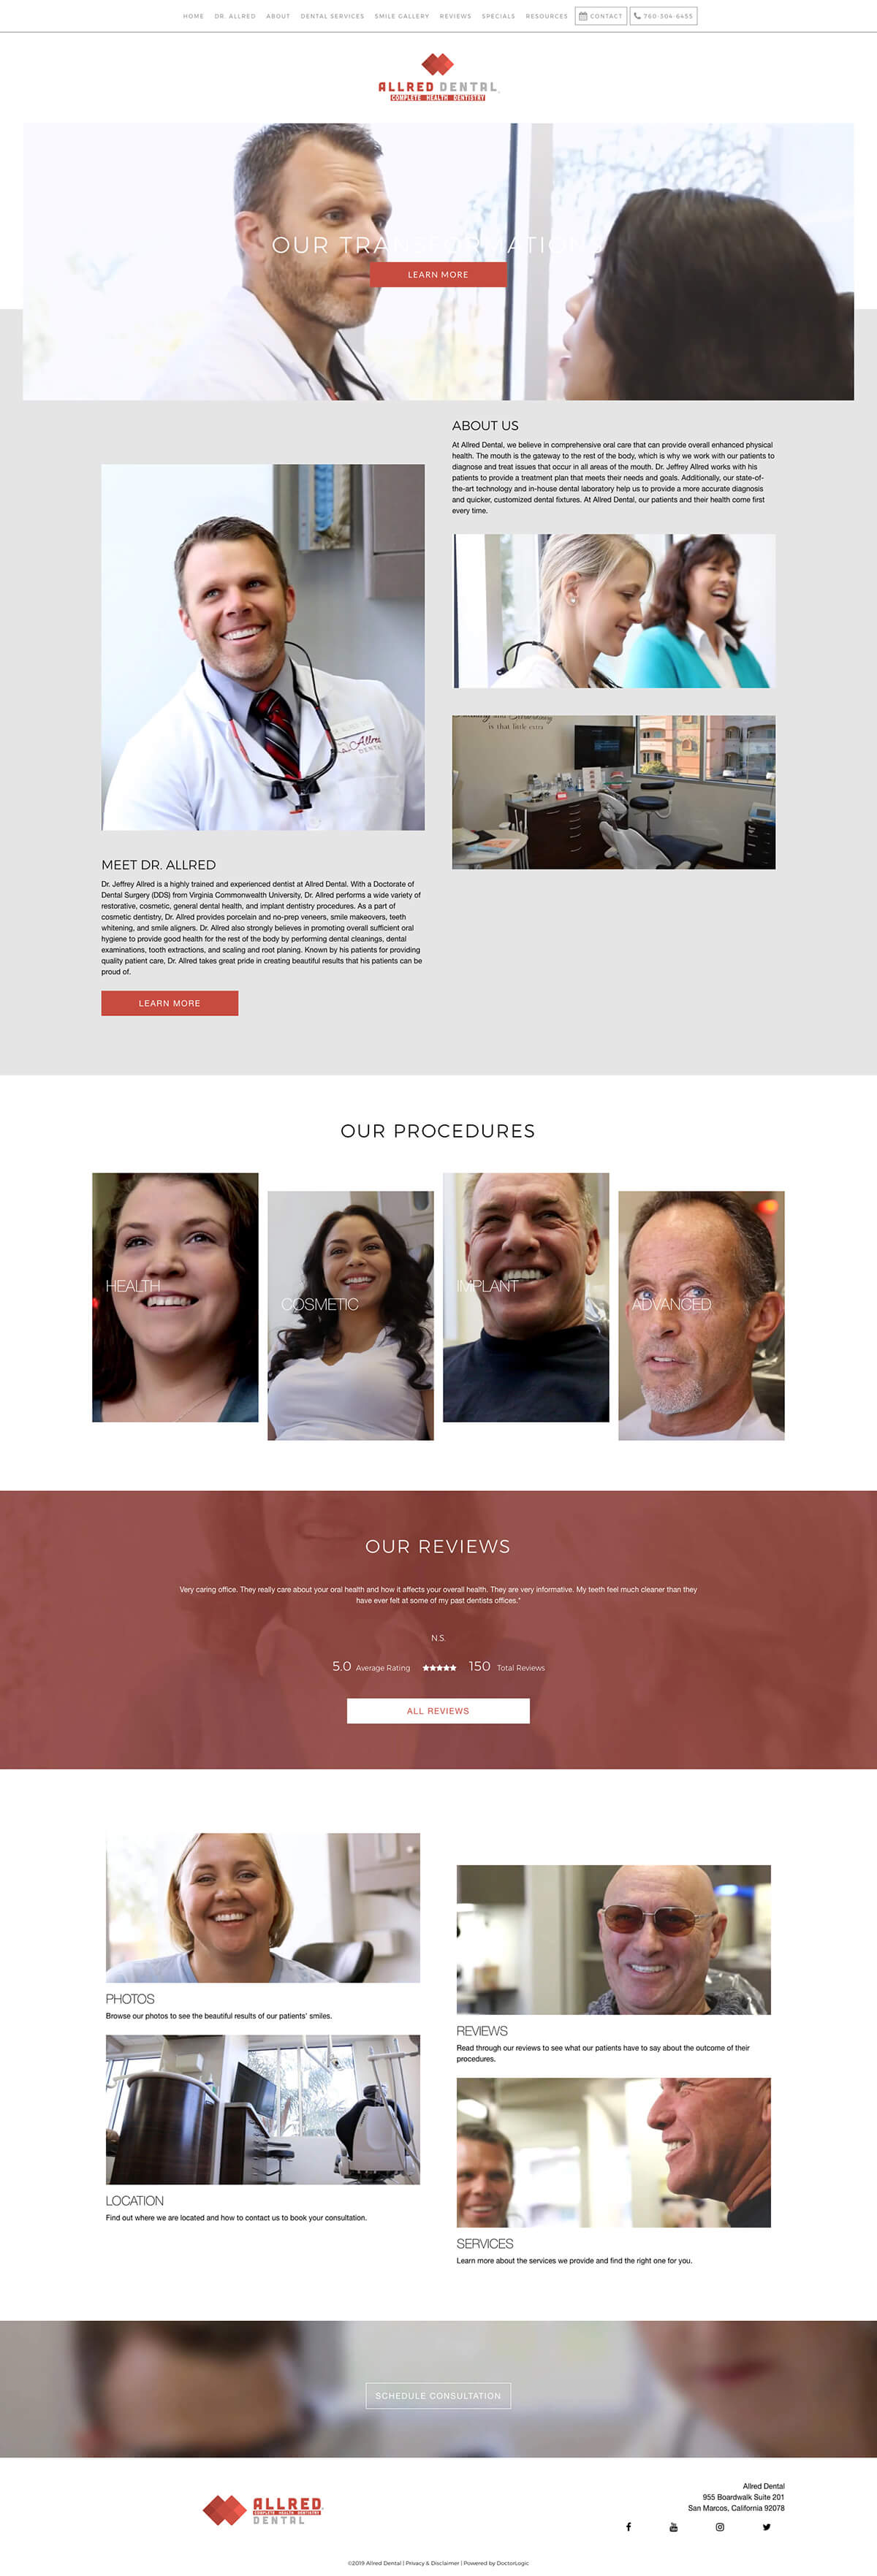 HOME DR. ALLRED ABOUT DENTAL SERVICES SMILE GALLERY REVIEWS SPECIALS RESOURCES CONTACT 760-504-6455
ALLRED DENTAL
COMPLETE HEALTH DENTISTRY
OUR TRANSFORMATIONS
LEARN MORE
ABOUT US
At Allred Dental, we believe in comprehensive oral care that can provide overall enhanced physical
health. The mouth is the gateway to the rest of the body, which is why we work with our patients to
diagnose and treat issues that occur in all areas of the mouth. Dr. Jeffrey Allred works with his
patients to provide a treatment plan that meets their needs and goals. Additionally, our state-of-
the-art technology and in-house dental laboratory help us to provide a more accurate diagnosis
and quicker, customized dental fixtures. At Allred Dental, our patients and their health come first
every time.
Allred
DENTAL
is that little extra
MEET DR. ALLRED
Dr. Jeffrey Allred is a highly trained and experienced dentist at Allred Dental. With a Doctorate of
Dental Surgery (DDS) from Virginia Commonwealth University, Dr. Allred performs a wide variety of
restorative, cosmetic, general dental health, and implant dentistry procedures. As a part of
cosmetic dentistry, Dr. Allred provides porcelain and no-prep veneers, smile makeovers, teeth
whitening, and smile aligners. Dr. Allred also strongly believes in promoting overall sufficient oral
hygiene to provide good health for the rest of the body by performing dental cleanings, dental
examinations, tooth extractions, and scaling and root planing. Known by his patients for providing
quality patient care, Dr. Allred takes great pride in creating beautiful results that his patients can be
proud of.
LEARN MORE
OUR PROCEDURES
HEALTH
COSMETIC
IMPLANT
ADVANCED
OUR REVIEWS
Very caring office. They really care about your oral health and how it affects your overall health. They are very informative. My teeth feel much cleaner than they
have ever felt at some of my past dentists offices."
N.S.
5.0 Average Rating ★★★★★ 150 Total Reviews
ALL REVIEWS
PHOTOS
Browse our photos to see the beautiful results of our patients' smiles.
REVIEWS
Read through our reviews to see what our patients have to say about the outcome of their
procedures.
LOCATION
Find out where we are located and how to contact us to book your consultation.
SERVICES
Learn more about the services we provide and find the right one for you.
SCHEDULE CONSULTATION
ALLRED
COMPLETE HEALTH DENTISTRY
DENTAL
Allred Dental
955 Boardwalk Suite 201
San Marcos, California 92078
©2019 Allred Dental | Privacy & Disclaimer | Powered by DoctorLogic